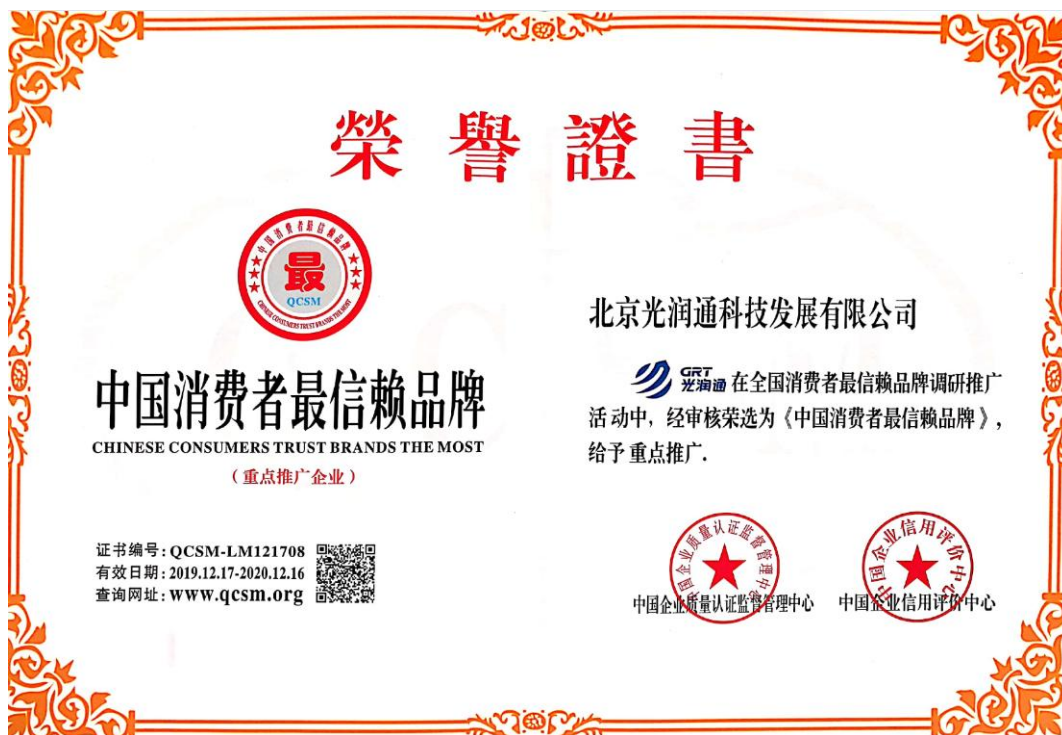 榮譽證書
中国消费者最信赖品牌
最
QCSM
CHINESE CONSUMERS TRUST BRANDS THE MOST
中国消费者最信赖品牌
CHINESE CONSUMERS TRUST BRANDS THE MOST
（重点推广企业）
证书编号：QCSM-LM121708
有效日期：2019.12.17-2020.12.16
查询网址：www.qcsm.org
北京光润通科技发展有限公司
GRT
光润通 在全国消费者最信赖品牌调研推广
活动中，经审核荣选为《中国消费者最信赖品牌》，
给予重点推广.
中国企业质量认证监督管理中心
中国企业质量认证监督管理中心
中国企业信用评价中心
中国企业信用评价中心